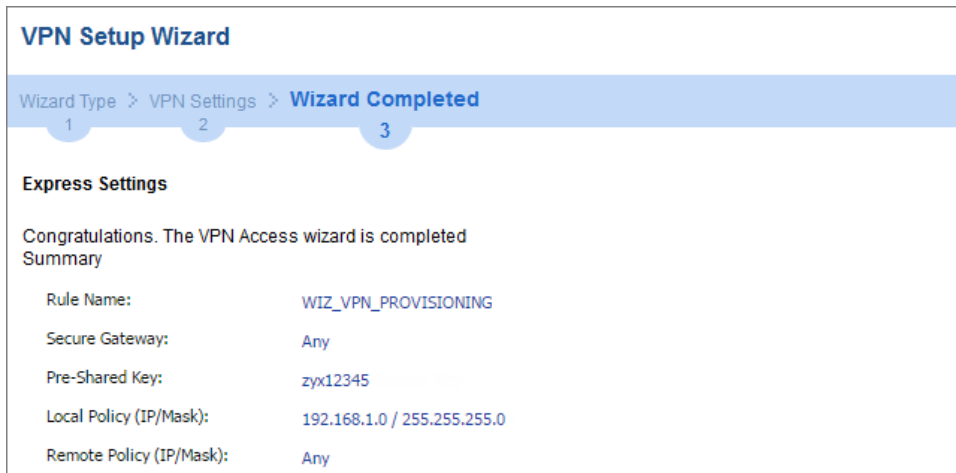 VPN Setup Wizard
Wizard Type > VPN Settings > Wizard Completed
1 2 3
Express Settings
Congratulations. The VPN Access wizard is completed
Summary
Rule Name: WIZ_VPN_PROVISIONING
Secure Gateway: Any
Pre-Shared Key: zyx12345
Local Policy (IP/Mask): 192.168.1.0 / 255.255.255.0
Remote Policy (IP/Mask): Any